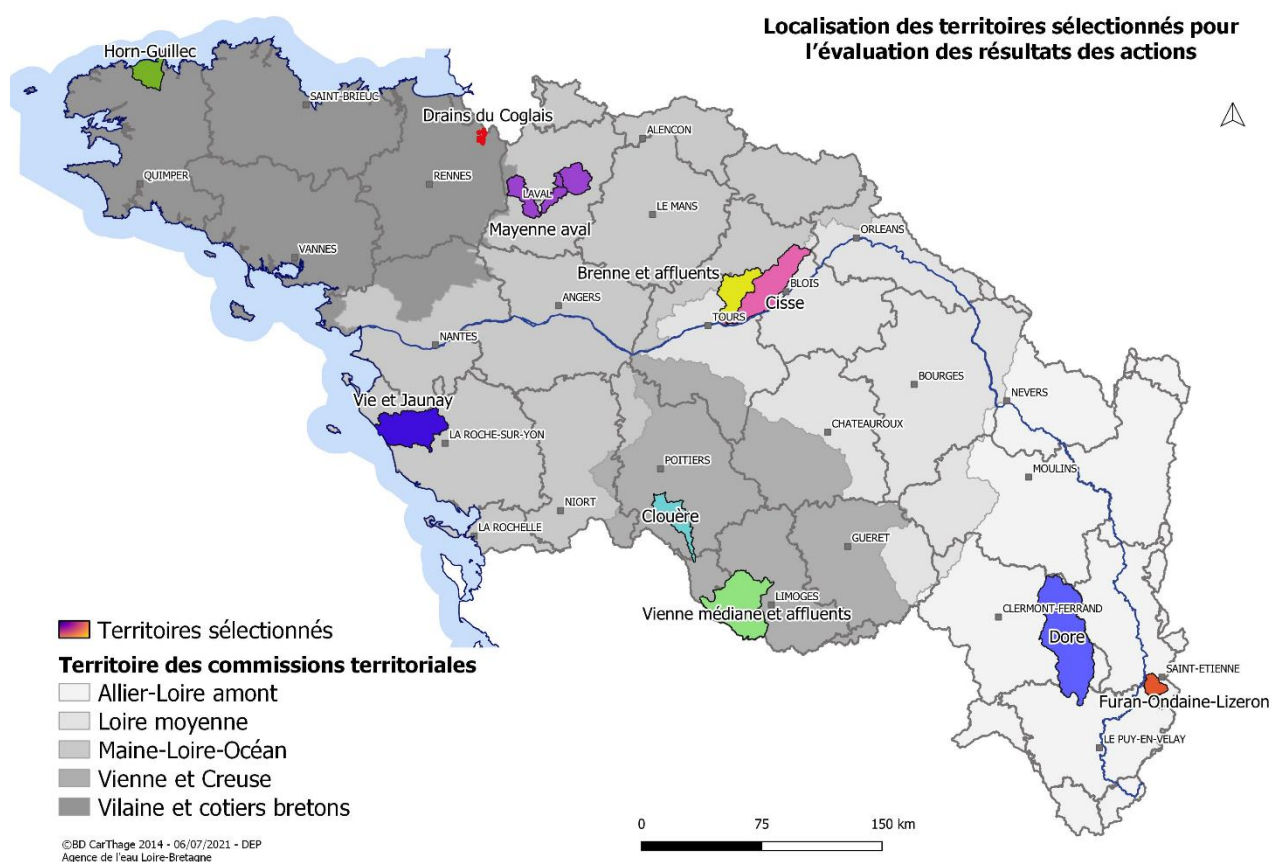 Localisation des territoires sélectionnés pour
l'évaluation des résultats des actions
Horn-Guillec
SAINT-BRIEUC
Drains du Coglais
ALENCON
QUIMPER
RENNES
LAVAL
LE MANS
Mayenne aval
ORLEANS
VANNES
Brenne et affluents
BLOIS
Cisse
ANGERS
TOURS
NANTES
BOURGES
NEVERS
Vie et Jaunay
LA ROCHE-SUR-YON
CHATEAUROUX
POITIERS
MOULINS
NIORT
Clouère
LA ROCHELLE
GUERET
LIMOGES
Vienne médiane et affluents
CLERMONT-FERRAND
Dore
SAINT-ETIENNE
Furan-Ondaine-Lizeron
LE PUY-EN-VELAY
Territoires sélectionnés
Territoire des commissions territoriales
Allier-Loire amont
Loire moyenne
Maine-Loire-Océan
Vienne et Creuse
Vilaine et cotiers bretons
©BD CarThage 2014 - 06/07/2021 - DEP
Agence de l'eau Loire-Bretagne
0 75 150 km